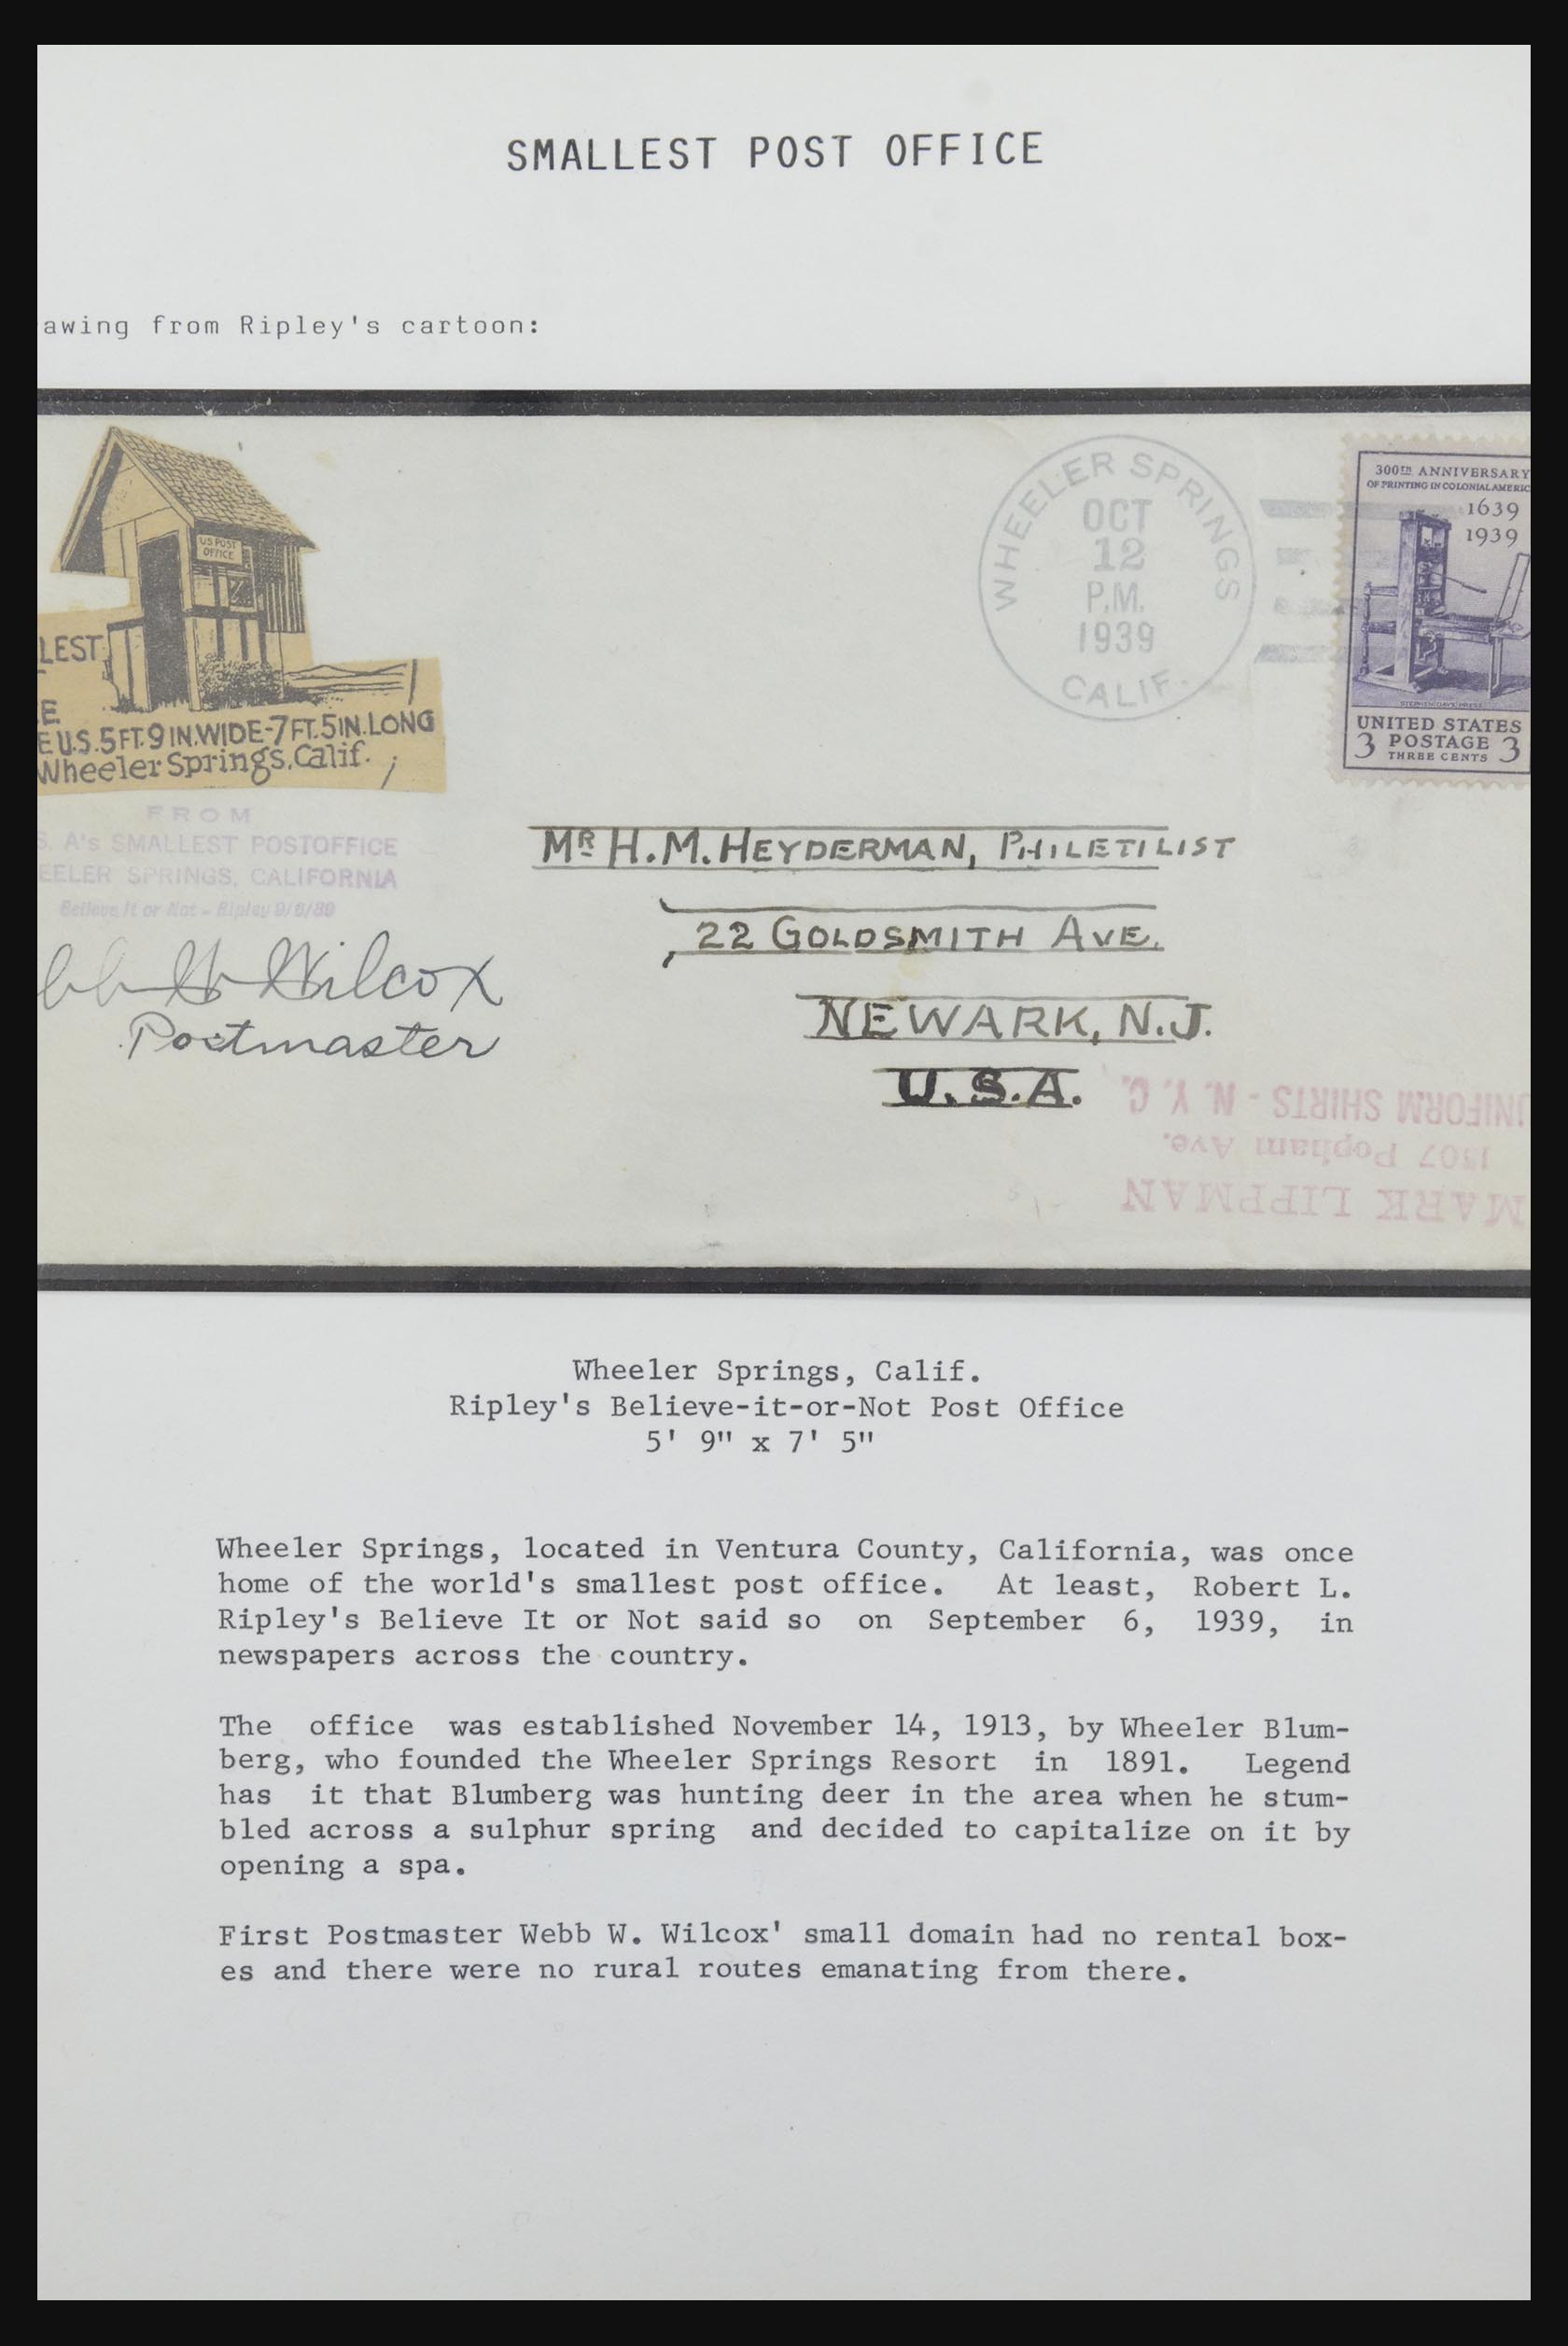 SMALLEST POST OFFICE
awing from Ripley's cartoon:
US POST
OFFICE
LEST
E
E U.S. 5 FT. 9 IN. WIDE-7 FT. 5 IN. LONG
Wheeler Springs, Calif.
FROM
S. A's SMALLEST POSTOFFICE
EELER SPRINGS, CALIFORNIA
Believe It or Not - Ripley 9/6/39
bb W Wilcox
Postmaster
WHEELER SPRINGS
OCT
12
P.M.
1939
CALIF.
300TH ANNIVERSARY
OF PRINTING IN COLONIAL AMERIC
1639
1939
STEPHEN DAYE PRESS
UNITED STATES
3 POSTAGE 3
THREE CENTS
MR H. M. HEYDERMAN, PHILETILIST
22 GOLDSMITH AVE.
NEWARK, N.J.
U.S.A.
MARK LIPPMAN
1507 Popham Ave.
UNIFORM SHIRTS - N. Y. C.
Wheeler Springs, Calif.
Ripley's Believe-it-or-Not Post Office
5' 9" x 7' 5"
Wheeler Springs, located in Ventura County, California, was once
home of the world's smallest post office. At least, Robert L.
Ripley's Believe It or Not said so on September 6, 1939, in
newspapers across the country.
The office was established November 14, 1913, by Wheeler Blum-
berg, who founded the Wheeler Springs Resort in 1891. Legend
has it that Blumberg was hunting deer in the area when he stum-
bled across a sulphur spring and decided to capitalize on it by
opening a spa.
First Postmaster Webb W. Wilcox' small domain had no rental box-
es and there were no rural routes emanating from there.